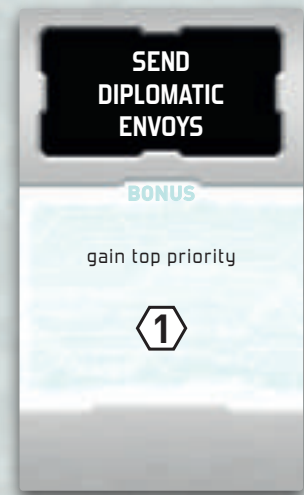 SEND
DIPLOMATIC
ENVOYS
BONUS
gain top priority
1